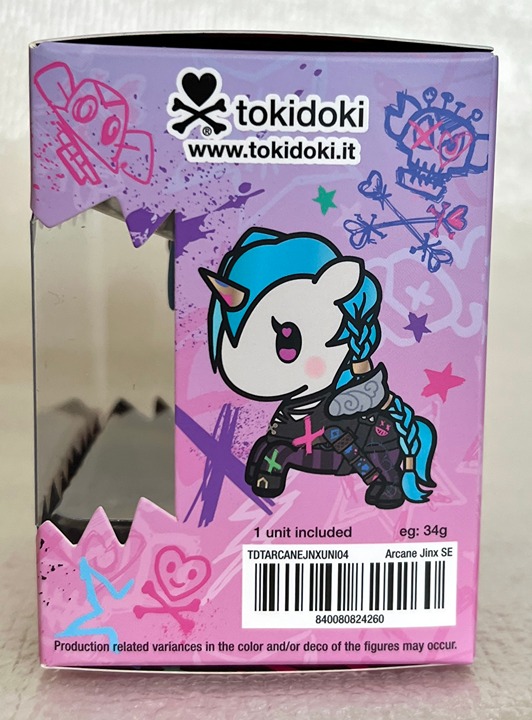 tokidoki
®
www.tokidoki.it
1 unit included eg: 34g
TDTARCANEJNXUNI04 Arcane Jinx SE
840080824260
Production related variances in the color and/or deco of the figures may occur.